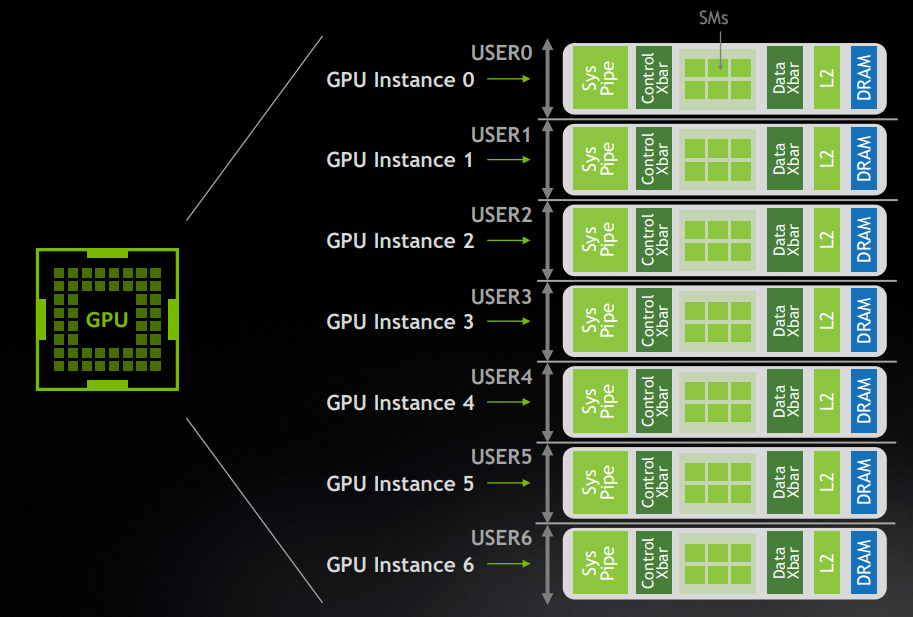 SMs
USER0
GPU Instance 0
Sys Pipe
Control Xbar
Data Xbar
L2
DRAM
USER1
GPU Instance 1
Sys Pipe
Control Xbar
Data Xbar
L2
DRAM
USER2
GPU Instance 2
Sys Pipe
Control Xbar
Data Xbar
L2
DRAM
USER3
GPU Instance 3
Sys Pipe
Control Xbar
Data Xbar
L2
DRAM
GPU
USER4
GPU Instance 4
Sys Pipe
Control Xbar
Data Xbar
L2
DRAM
USER5
GPU Instance 5
Sys Pipe
Control Xbar
Data Xbar
L2
DRAM
USER6
GPU Instance 6
Sys Pipe
Control Xbar
Data Xbar
L2
DRAM